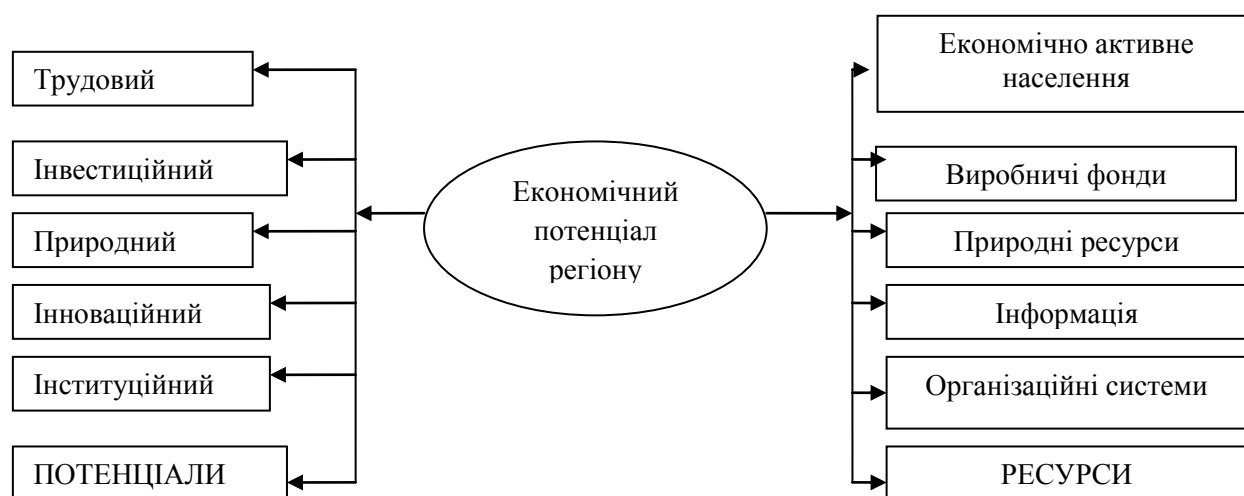 Трудовий
Інвестиційний
Природний
Інноваційний
Інституційний
ПОТЕНЦІАЛИ
Економічний
потенціал
регіону
Економічно активне
населення
Виробничі фонди
Природні ресурси
Інформація
Організаційні системи
РЕСУРСИ